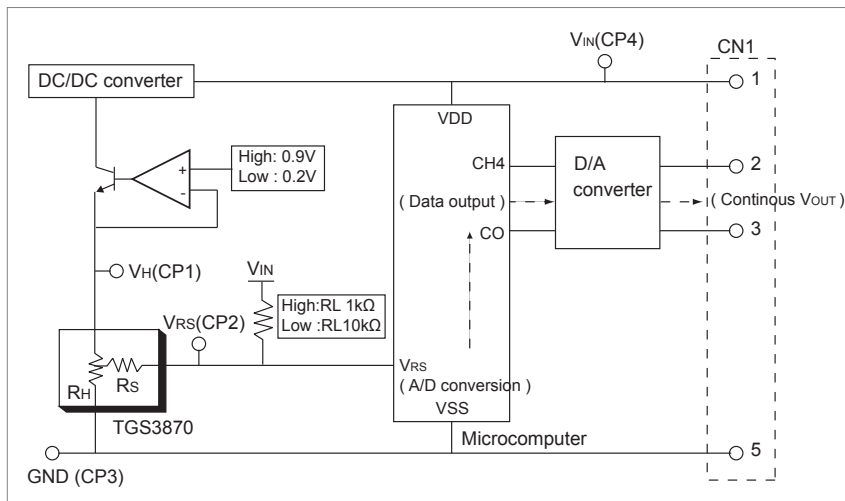 VIN(CP4)
CN1
DC/DC converter
1
VDD
High: 0.9V
Low : 0.2V
+
-
CH4
D/A
converter
2
( Data output )
( Continous VOUT )
CO
3
VH(CP1)
VIN
High:RL 1kΩ
Low :RL10kΩ
VRS(CP2)
VRS
( A/D conversion )
RH
RS
VSS
TGS3870
Microcomputer
5
GND (CP3)